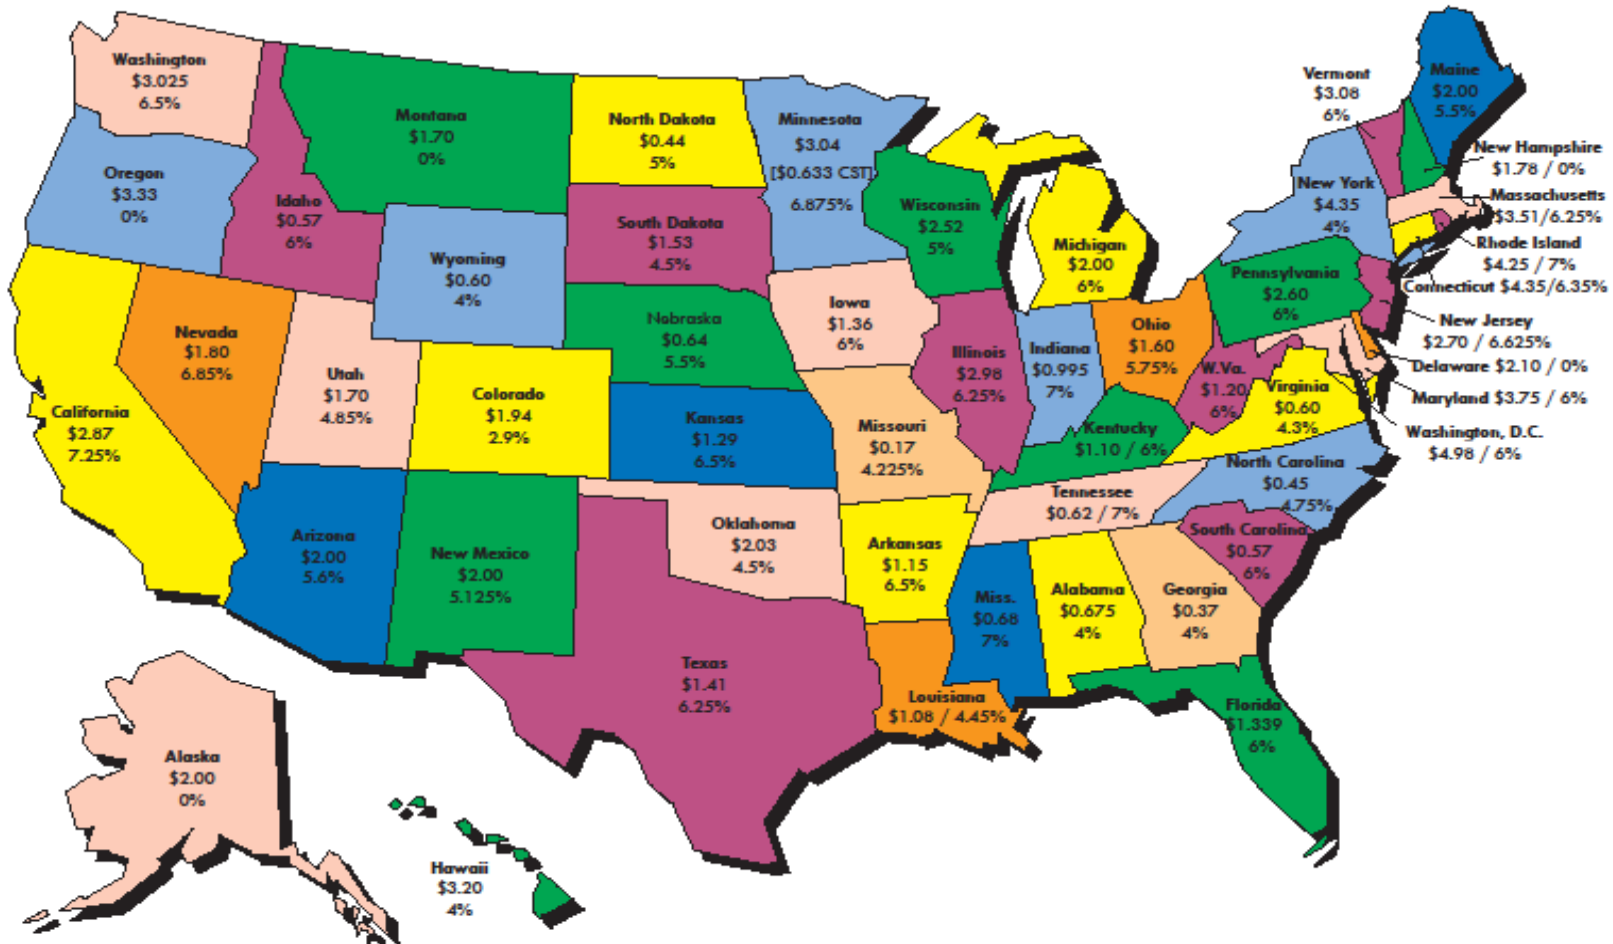 Washington
$3.025
6.5%
Oregon
$3.33
0%
California
$2.87
7.25%
Nevada
$1.80
6.85%
Idaho
$0.57
6%
Montana
$1.70
0%
Wyoming
$0.60
4%
Utah
$1.70
4.85%
Colorado
$1.94
2.9%
Arizona
$2.00
5.6%
New Mexico
$2.00
5.125%
North Dakota
$0.44
5%
South Dakota
$1.53
4.5%
Nebraska
$0.64
5.5%
Kansas
$1.29
6.5%
Oklahoma
$2.03
4.5%
Texas
$1.41
6.25%
Minnesota
$3.04
[$0.633 CST]
6.875%
Iowa
$1.36
6%
Missouri
$0.17
4.225%
Arkansas
$1.15
6.5%
Louisiana
$1.08 / 4.45%
Wisconsin
$2.52
5%
Illinois
$2.98
6.25%
Michigan
$2.00
6%
Indiana
$0.995
7%
Ohio
$1.60
5.75%
Kentucky
$1.10 / 6%
Tennessee
$0.62 / 7%
Miss.
$0.68
7%
Alabama
$0.675
4%
Georgia
$0.37
4%
Florida
$1.339
6%
South Carolina
$0.57
6%
North Carolina
$0.45
4.75%
Virginia
$0.60
4.3%
W.Va.
$1.20
6%
Pennsylvania
$2.60
6%
New York
$4.35
4%
Vermont
$3.08
6%
Maine
$2.00
5.5%
New Hampshire
$1.78 / 0%
Massachusetts
$3.51/6.25%
Rhode Island
$4.25 / 7%
Connecticut $4.35/6.35%
New Jersey
$2.70 / 6.625%
Delaware $2.10 / 0%
Maryland $3.75 / 6%
Washington, D.C.
$4.98 / 6%
Alaska
$2.00
0%
Hawaii
$3.20
4%